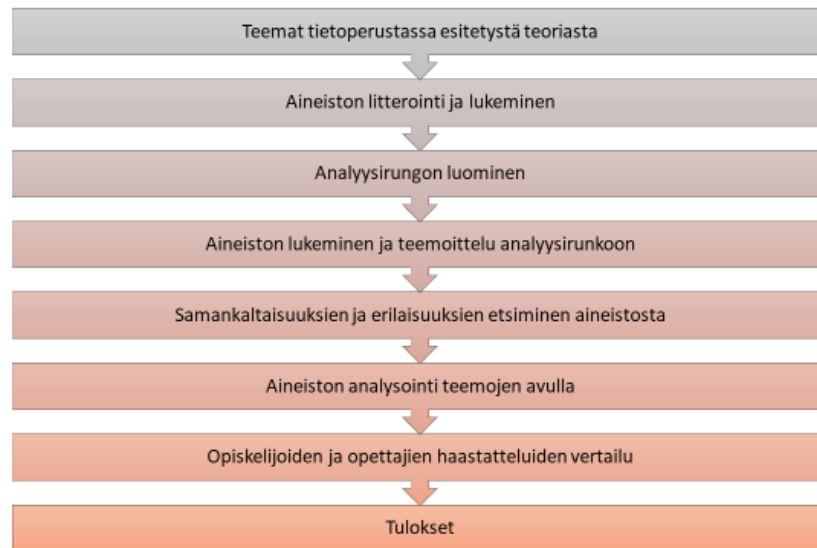 Teemat tietoperustassa esitetystä teoriasta
Aineiston litterointi ja lukeminen
Analyysirungon luominen
Aineiston lukeminen ja teemoittelu analyysirunkoon
Samankaltaisuuksien ja erilaisuuksien etsiminen aineistosta
Aineiston analysointi teemojen avulla
Opiskelijoiden ja opettajien haastatteluiden vertailu
Tulokset